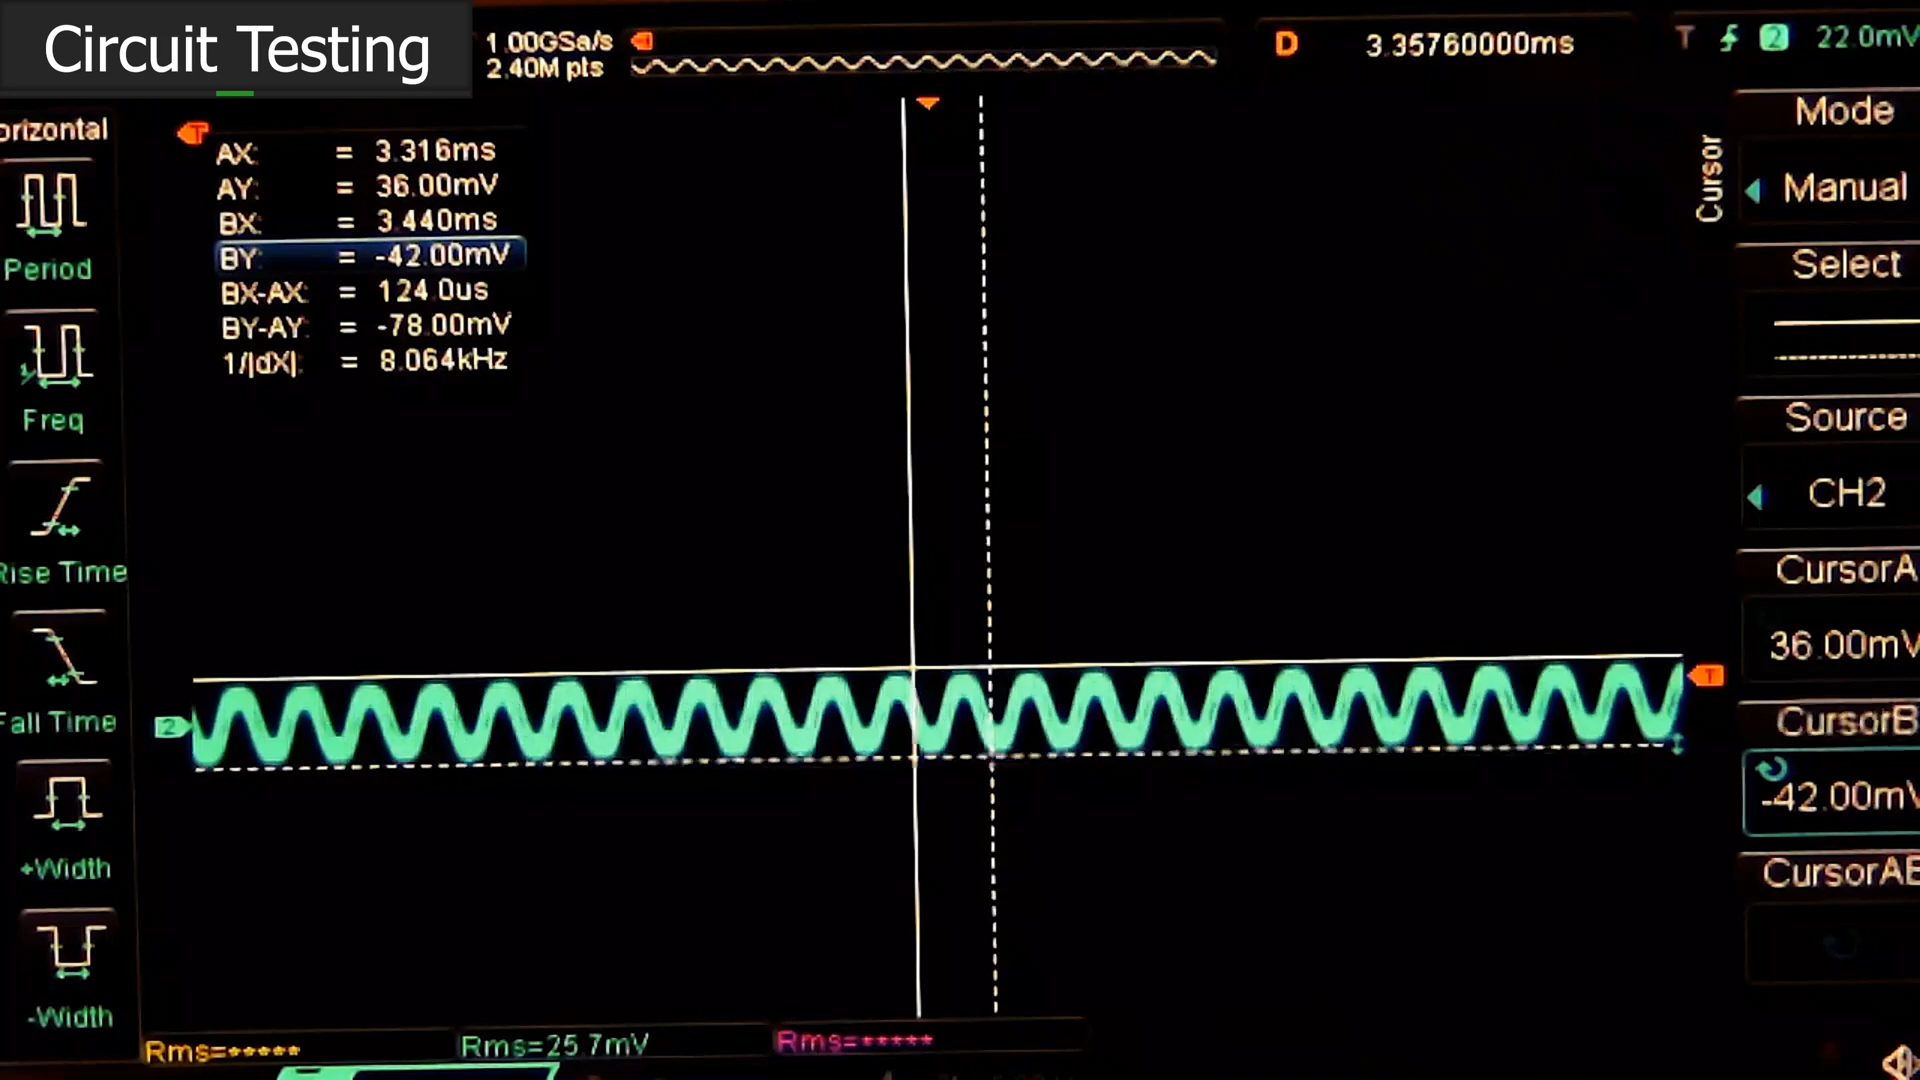 Circuit Testing
1.00GSa/s
2.40M pts
D 3.35760000ms
T 2 22.0mV
orizontal
Period
Freq
Rise Time
Fall Time
+Width
-Width
T
AX: = 3.316ms
AY: = 36.00mV
BX: = 3.440ms
BY: = -42.00mV
BX-AX: = 124.0us
BY-AY: = -78.00mV
1/|dX|: = 8.064kHz
2
T
Cursor
Mode
Manual
Select
Source
CH2
CursorA
36.00mV
CursorB
-42.00mV
CursorAB
Rms=*****
Rms=25.7mV
Rms=*****